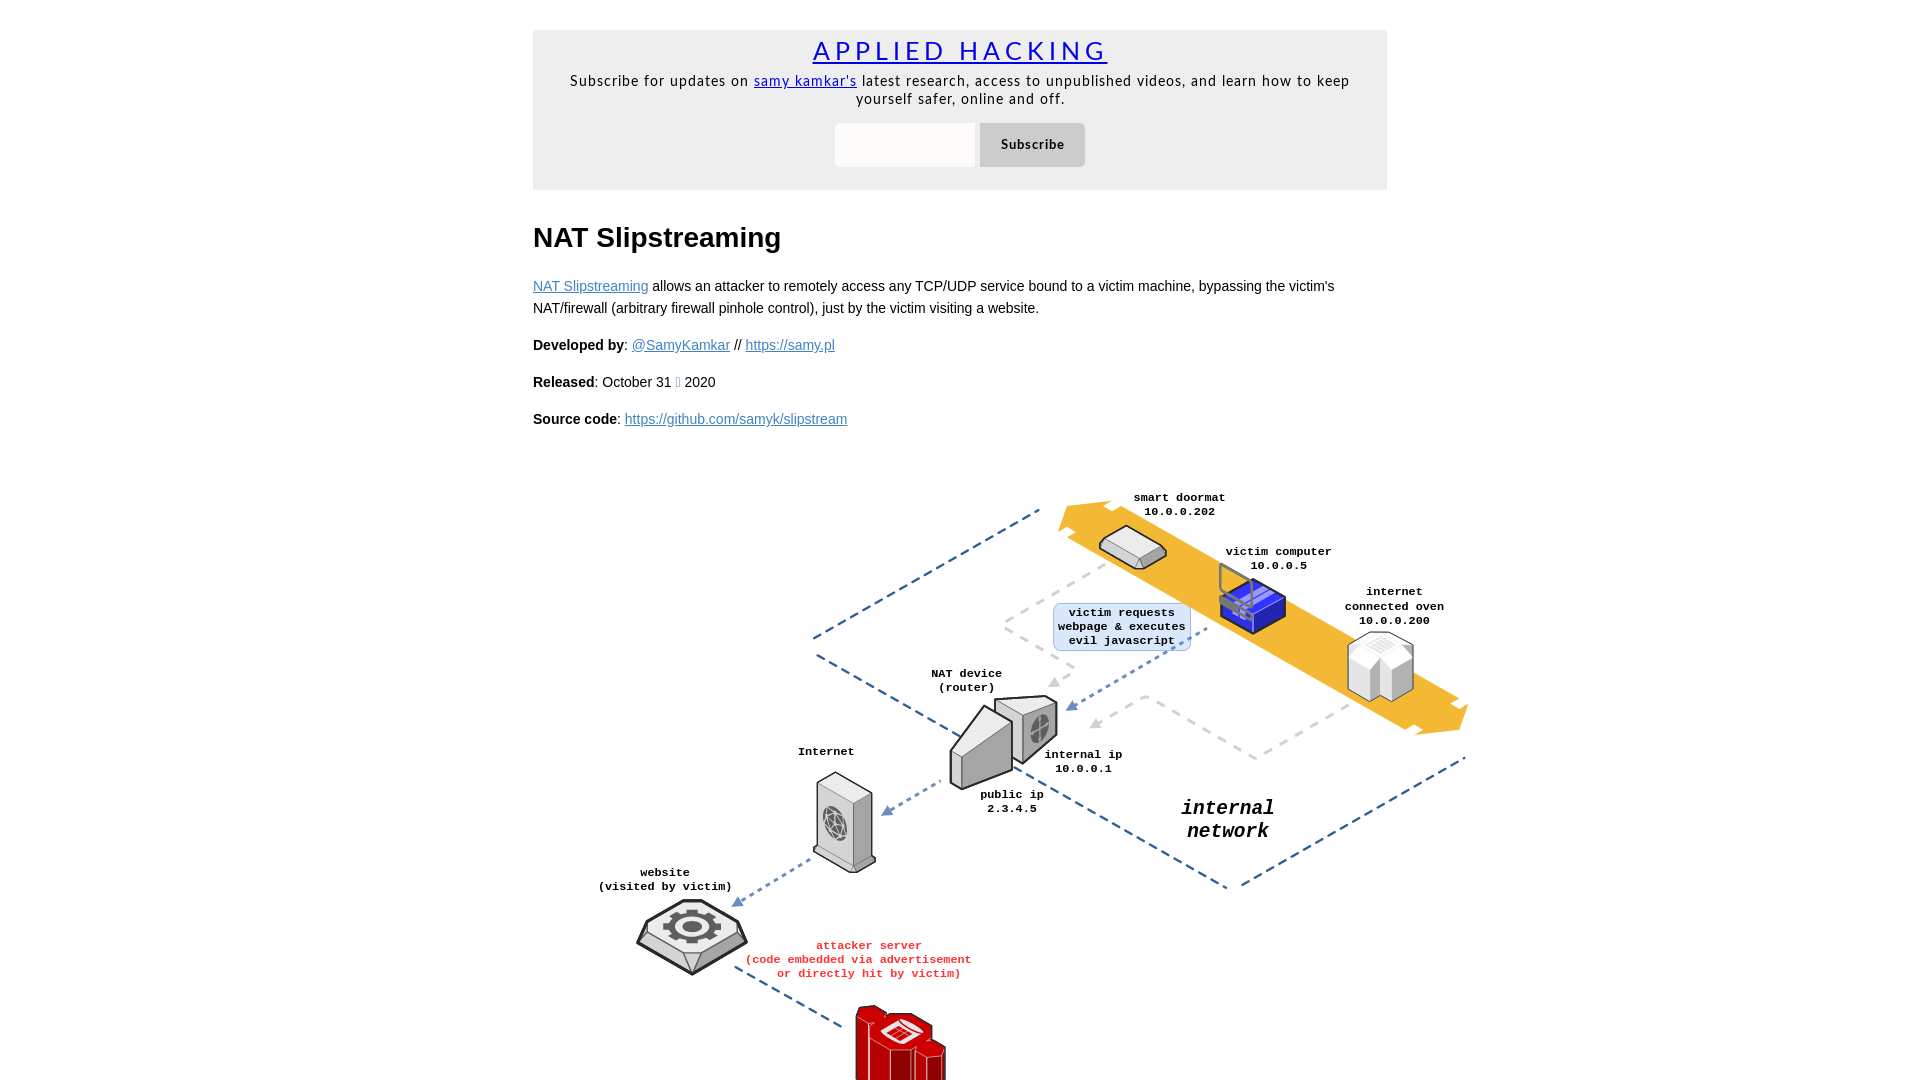 APPLIED HACKING
Subscribe for updates on samy kamkar's latest research, access to unpublished videos, and learn how to keep
yourself safer, online and off.
Subscribe
NAT Slipstreaming
NAT Slipstreaming allows an attacker to remotely access any TCP/UDP service bound to a victim machine, bypassing the victim's
NAT/firewall (arbitrary firewall pinhole control), just by the victim visiting a website.
Developed by: @SamyKamkar // https://samy.pl
Released: October 31 2020
Source code: https://github.com/samyk/slipstream
smart doormat
10.0.0.202
victim computer
10.0.0.5
internet
connected oven
10.0.0.200
victim requests
webpage & executes
evil javascript
NAT device
(router)
internal ip
10.0.0.1
Internet
public ip
2.3.4.5
internal
network
website
(visited by victim)
attacker server
(code embedded via advertisement
or directly hit by victim)